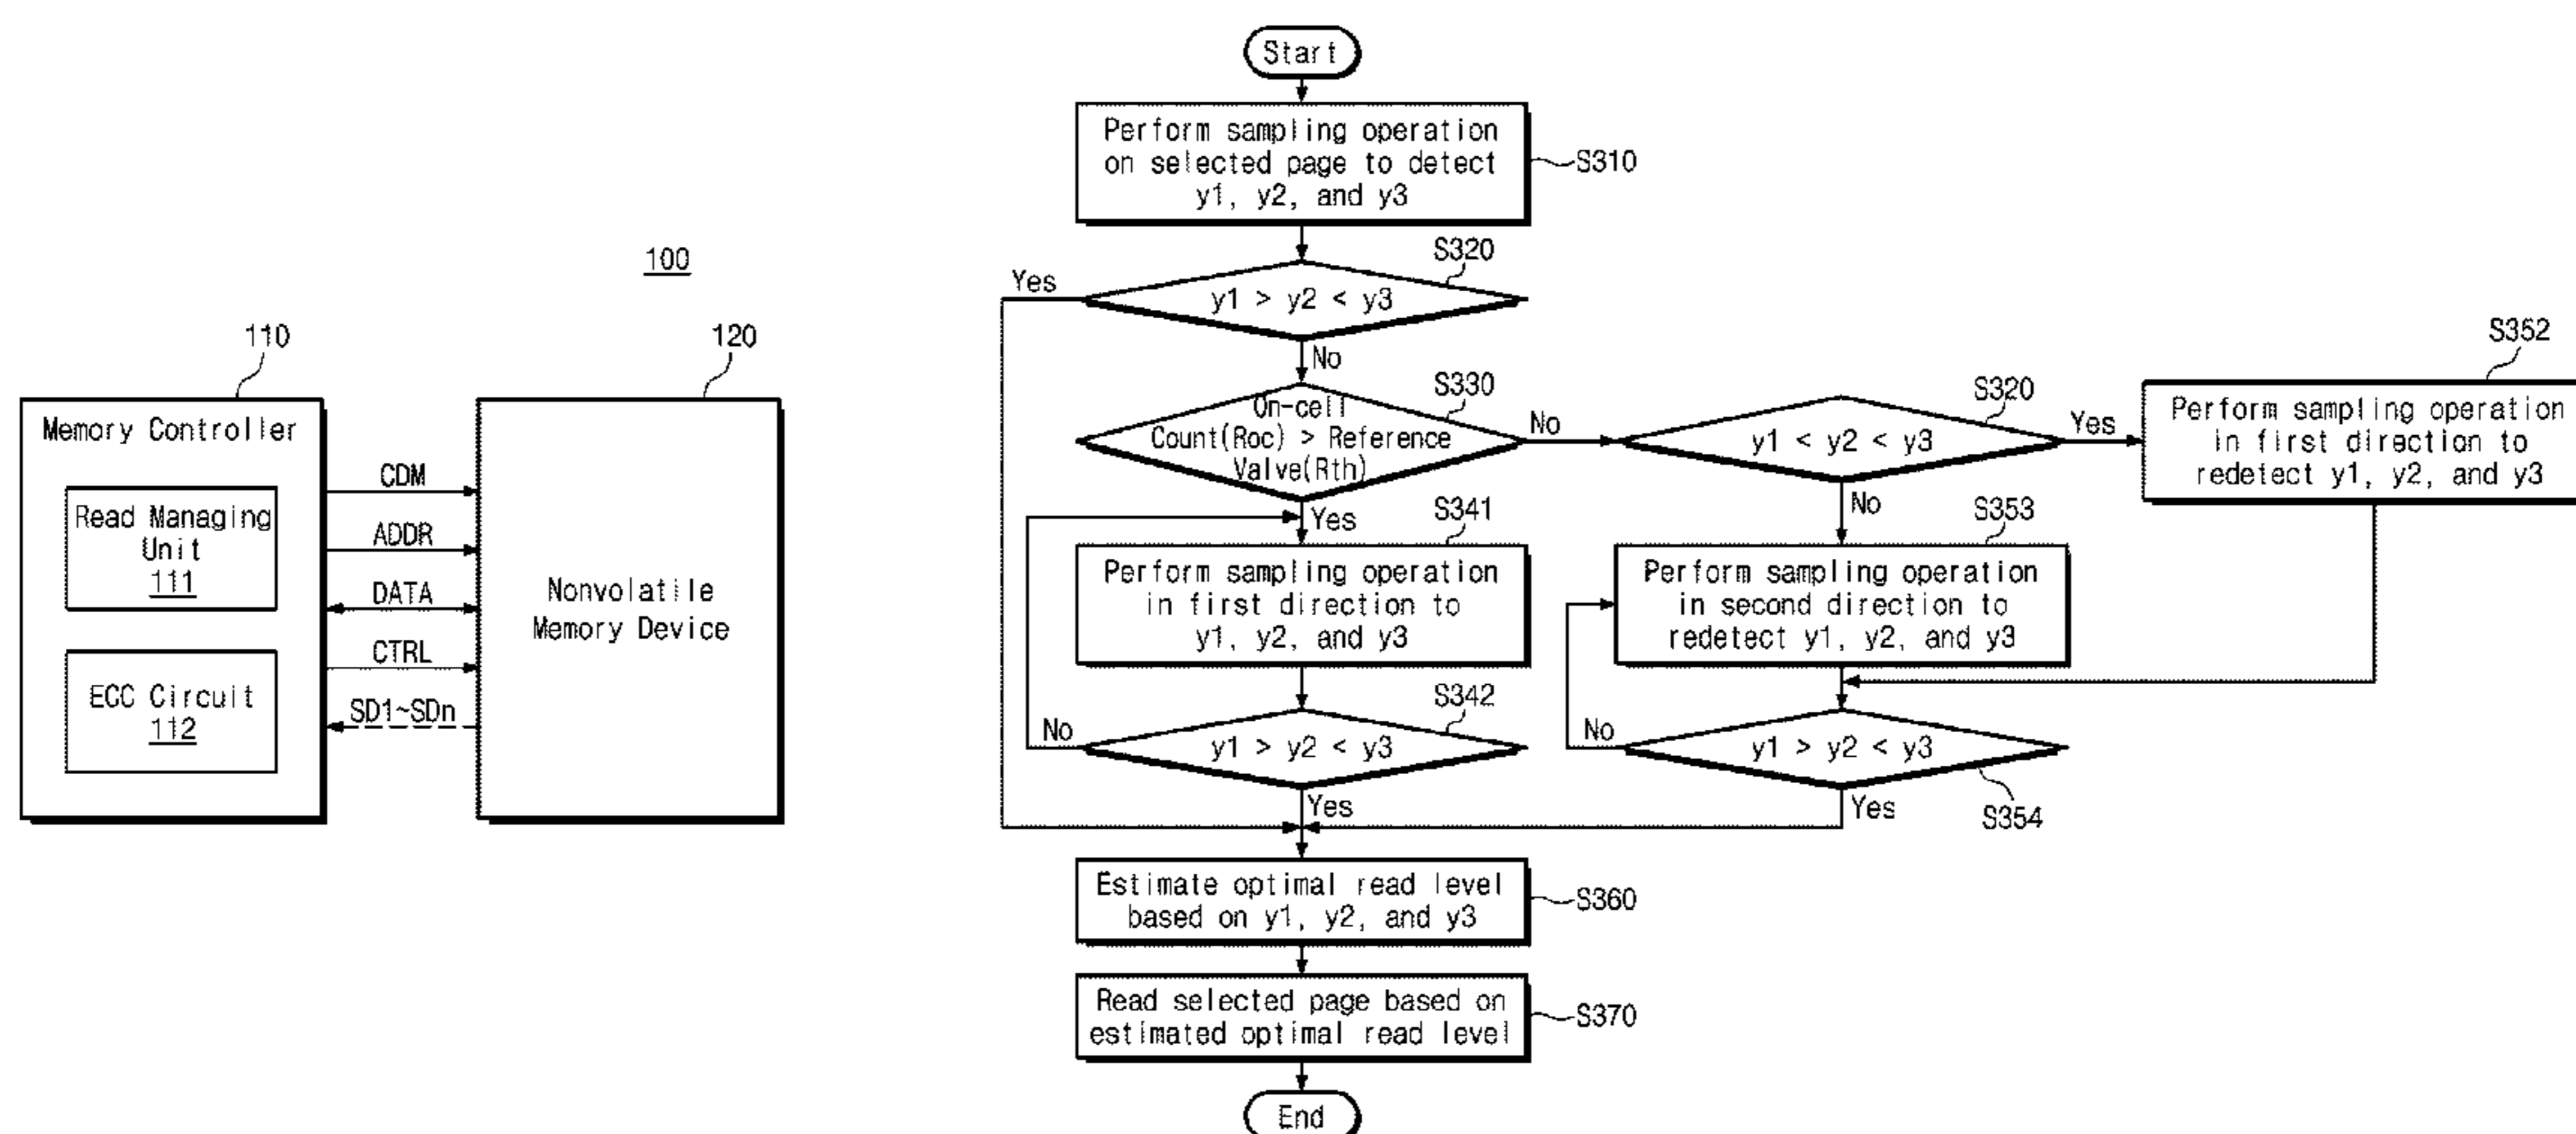 100
110
120
Memory Controller
Read Managing
Unit
111
ECC Circuit
112
CDM
ADDR
DATA
CTRL
SD1~SDn
Nonvolatile
Memory Device
Start
Perform sampling operation
on selected page to detect
y1, y2, and y3
S310
S320
y1 > y2 < y3
Yes
No
S330
On-cell
Count(Roc) > Reference
Valve(Rth)
No
Yes
S320
y1 < y2 < y3
Yes
No
S352
Perform sampling operation
in first direction to
redetect y1, y2, and y3
S341
Perform sampling operation
in first direction to
y1, y2, and y3
S353
Perform sampling operation
in second direction to
redetect y1, y2, and y3
S342
y1 > y2 < y3
No
Yes
y1 > y2 < y3
No
Yes
S354
Estimate optimal read level
based on y1, y2, and y3
S360
Read selected page based on
estimated optimal read level
S370
End